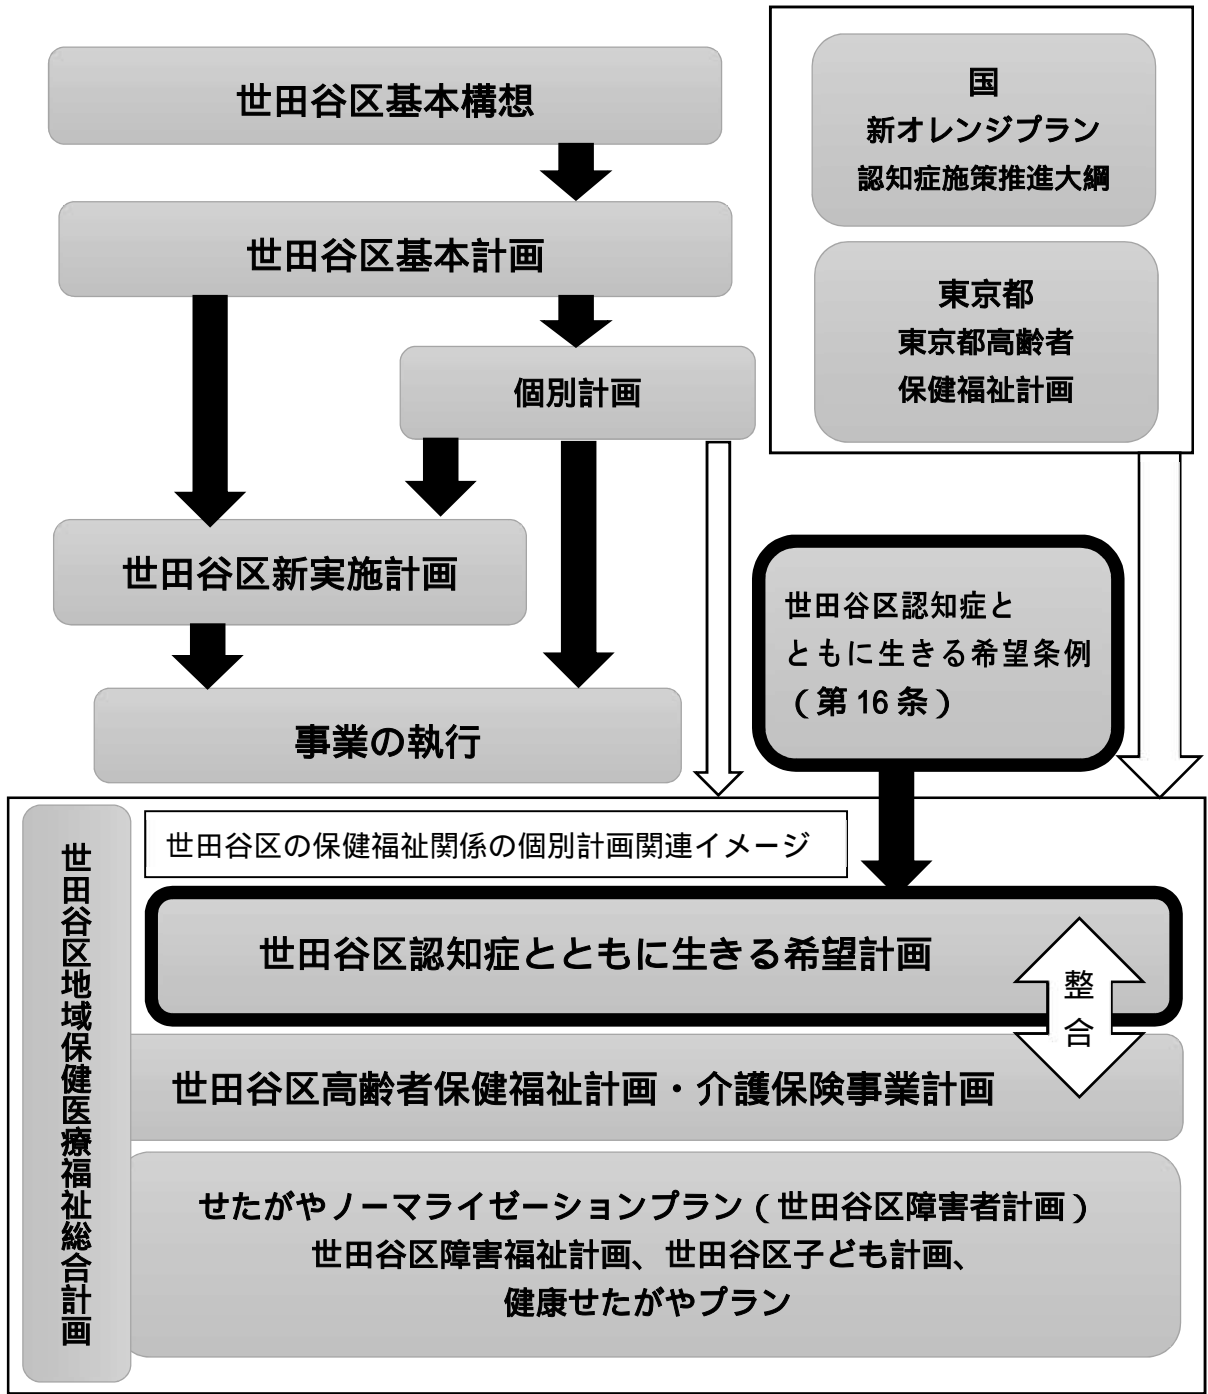 世田谷区基本構想
世田谷区基本計画
個別計画
世田谷区新実施計画
事業の執行
国
新オレンジプラン
認知症施策推進大綱
東京都
東京都高齢者
保健福祉計画
世田谷区認知症と
ともに生きる希望条例
（第16条）
世田谷区地域保健医療福祉総合計画
世田谷区の保健福祉関係の個別計画関連イメージ
世田谷区認知症とともに生きる希望計画
整合
世田谷区高齢者保健福祉計画・介護保険事業計画
せたがやノーマライゼーションプラン（世田谷区障害者計画）
世田谷区障害福祉計画、世田谷区子ども計画、
健康せたがやプラン